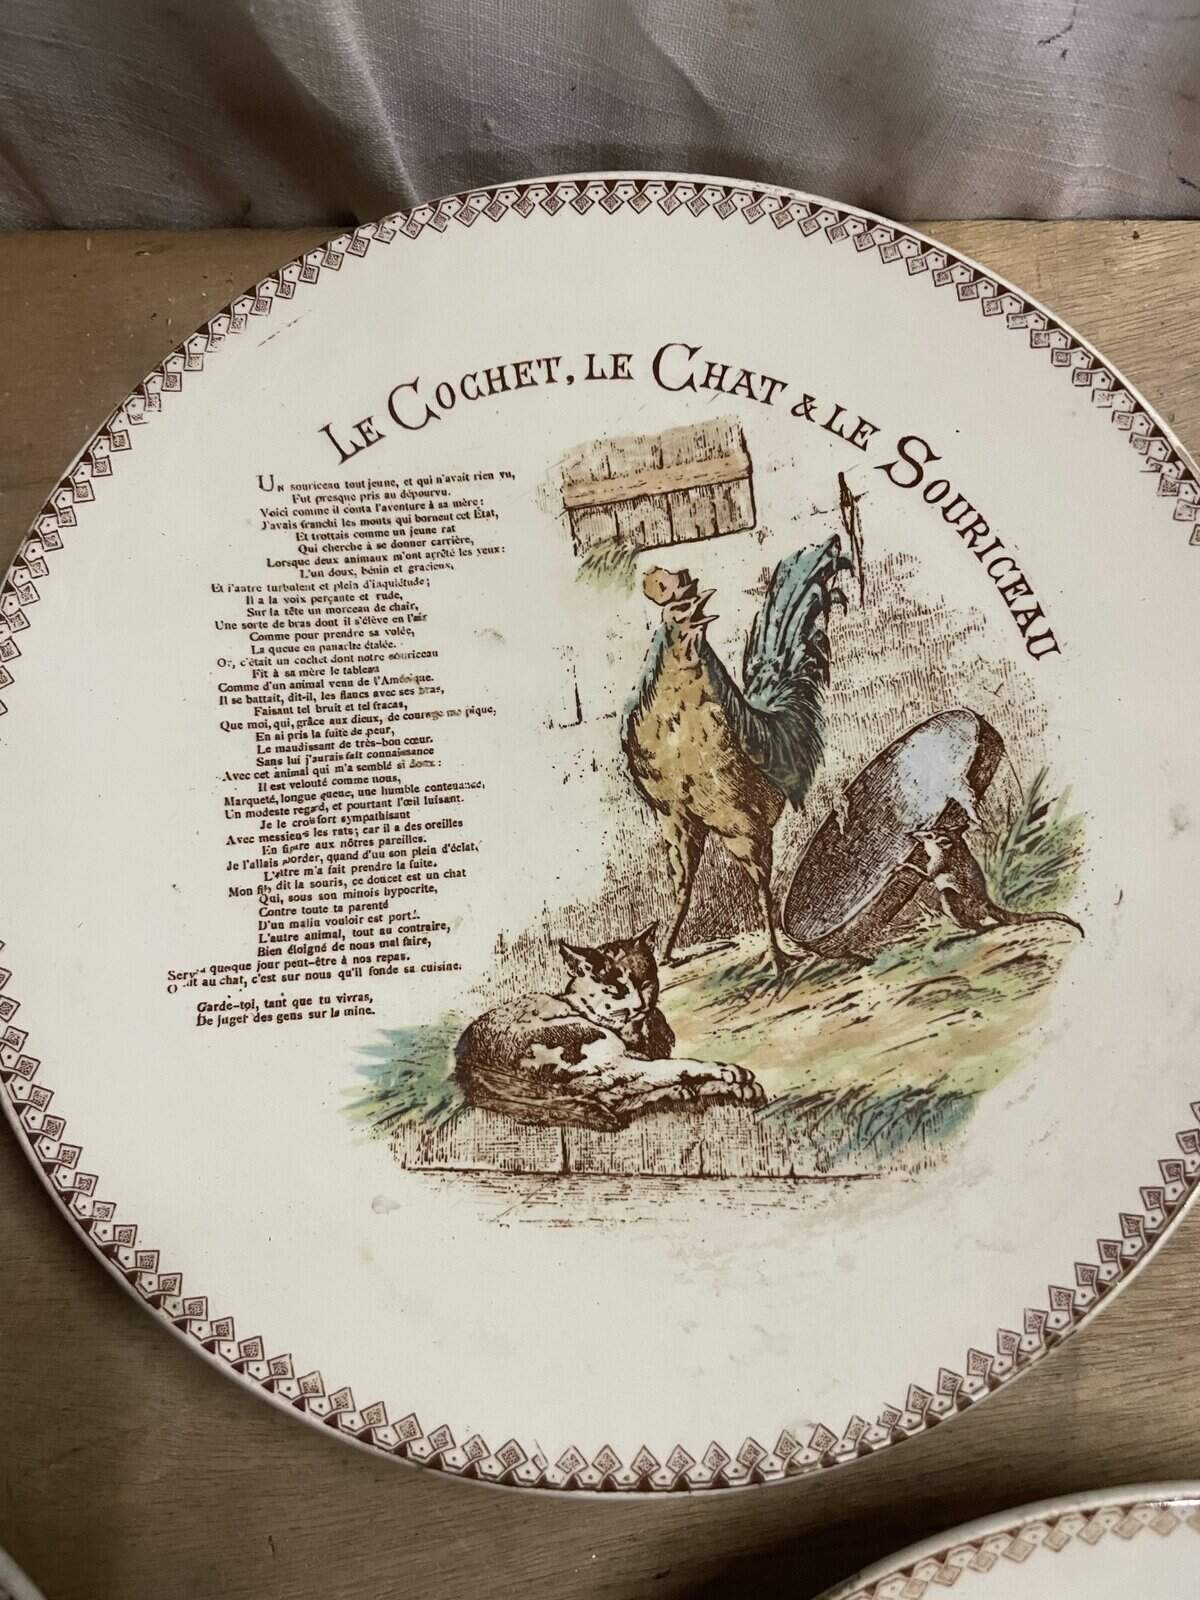 LE COCHET, LE CHAT & LE SOURICEAU
UN souriceau tout jeune, et qui n'avait rien vu,
Fut presque pris au dépourvu.
Voici comme il conta l'aventure à sa mère:
J'avais franchi les monts qui bornent cet État,
Et trottais comme un jeune rat
Qui cherche à se donner carrière,
Lorsque deux animaux m'ont arrêté les yeux:
L'un doux, bénin et gracieux,
Et l'autre turbulent et plein d'inquiétude;
Il a la voix perçante et rude,
Sur la tête un morceau de chair,
Une sorte de bras dont il s'élève en l'air
Comme pour prendre sa volée,
La queue en panache étalée.
Or, c'était un cochet dont notre souriceau
Fit à sa mère le tableau
Comme d'un animal venu de l'Amérique.
Il se battait, dit-il, les flancs avec ses bras,
Faisant tel bruit et tel fracas,
Que moi, qui, grâce aux dieux, de courage me pique,
En ai pris la fuite de peur,
Le maudissant de très-bon cœur.
Sans lui j'aurais fait connaissance
Avec cet animal qui m'a semblé si doux:
Il est velouté comme nous,
Marqueté, longue queue, une humble contenance,
Un modeste regard, et pourtant l'œil luisant.
Je le crois fort sympathisant
Avec messieurs les rats; car il a des oreilles
En figure aux nôtres pareilles.
Je l'allais aborder, quand d'un son plein d'éclat,
L'autre m'a fait prendre la fuite.
Mon fils, dit la souris, ce doucet est un chat
Qui, sous son minois hypocrite,
Contre toute ta parenté
D'un malin vouloir est porté.
L'autre animal, tout au contraire,
Bien éloigné de nous mal faire,
quelque jour peut-être à nos repas.
au chat, c'est sur nous qu'il fonde sa cuisine.
Garde-toi, tant que tu vivras,
De juger des gens sur la mine.